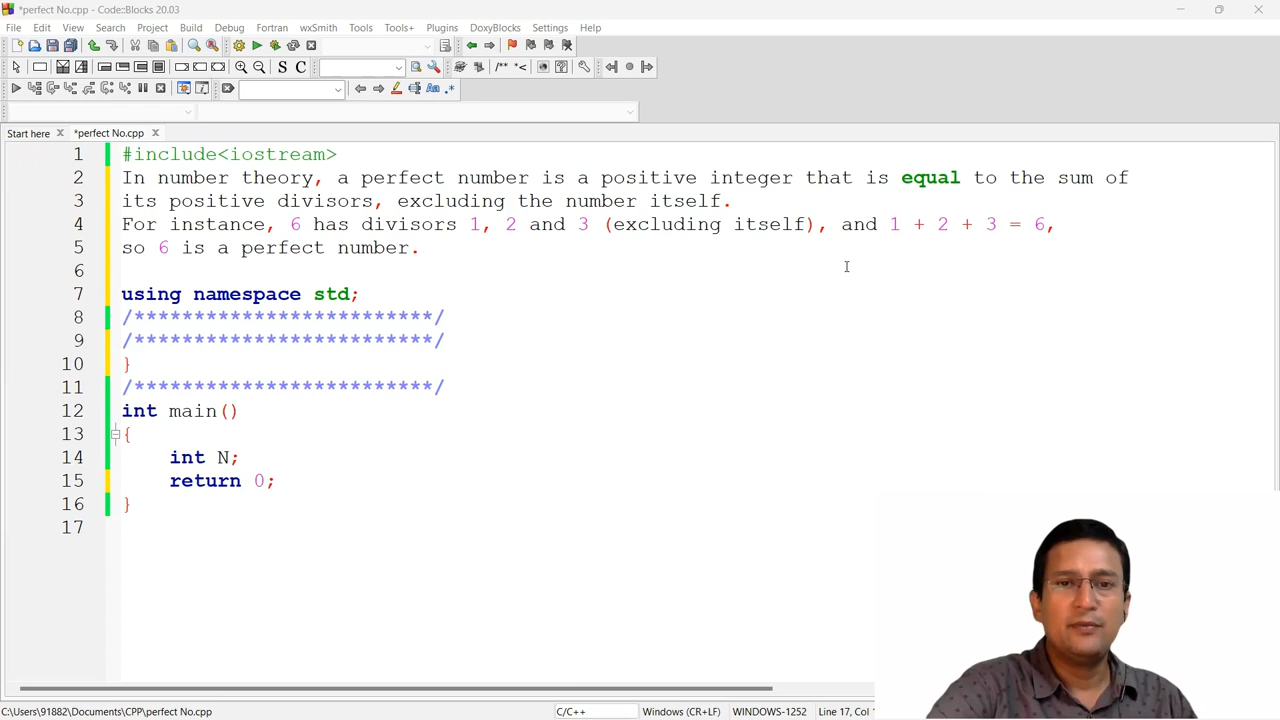 *perfect No.cpp - Code::Blocks 20.03
File Edit View Search Project Build Debug Fortran wxSmith Tools Tools+ Plugins DoxyBlocks Settings Help
S C /** *<
Aa .*
Start here *perfect No.cpp
1 #include<iostream>
2 In number theory, a perfect number is a positive integer that is equal to the sum of
3 its positive divisors, excluding the number itself.
4 For instance, 6 has divisors 1, 2 and 3 (excluding itself), and 1 + 2 + 3 = 6,
5 so 6 is a perfect number.
6
7 using namespace std;
8 /*************************/
9 /*************************/
10 }
11 /*************************/
12 int main()
13 {
14 int N;
15 return 0;
16 }
17
C:\Users\91882\Documents\CPP\perfect No.cpp C/C++ Windows (CR+LF) WINDOWS-1252 Line 17, Col